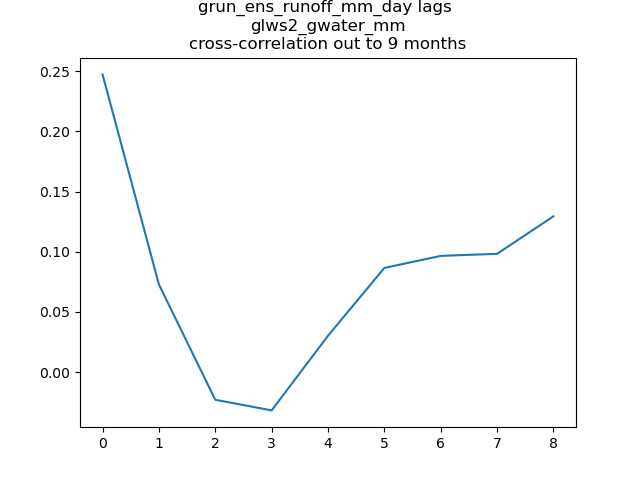 grun_ens_runoff_mm_day lags
glws2_gwater_mm
cross-correlation out to 9 months
0.25
0.20
0.15
0.10
0.05
0.00
0 1 2 3 4 5 6 7 8